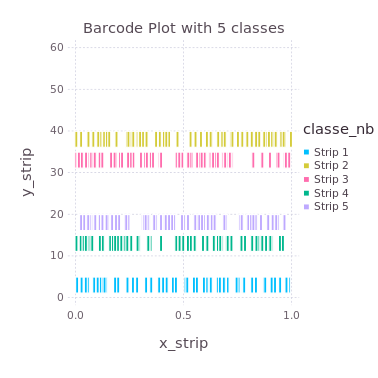 Barcode Plot with 5 classes
60
50
40
30
20
10
0
0.0
0.5
1.0
x_strip
y_strip
classe_nb
Strip 1
Strip 2
Strip 3
Strip 4
Strip 5